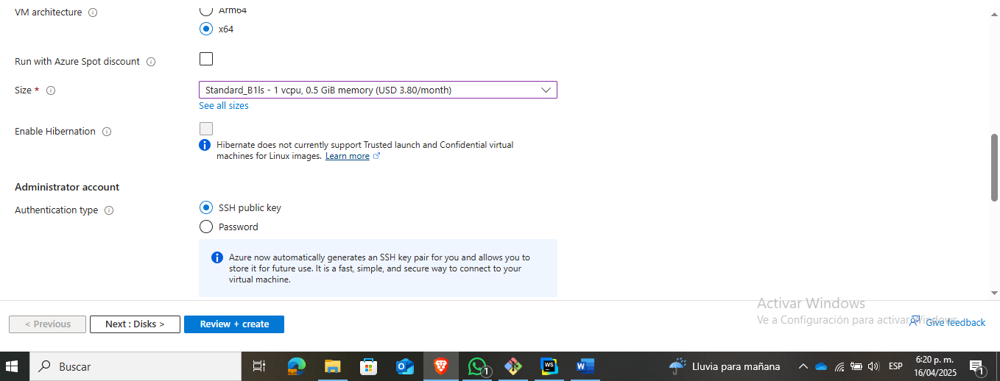 VM architecture
Arm64
x64
Run with Azure Spot discount
Size *
Standard_B1ls - 1 vcpu, 0.5 GiB memory (USD 3.80/month)
See all sizes
Enable Hibernation
Hibernate does not currently support Trusted launch and Confidential virtual
machines for Linux images. Learn more
Administrator account
Authentication type
SSH public key
Password
Azure now automatically generates an SSH key pair for you and allows you to
store it for future use. It is a fast, simple, and secure way to connect to your
virtual machine.
Activar Windows
Ve a Configuración para activar Windows.
< Previous
Next : Disks >
Review + create
Give feedback
Buscar
1
WS
W
Lluvia para mañana
ESP
6:20 p. m.
16/04/2025
1